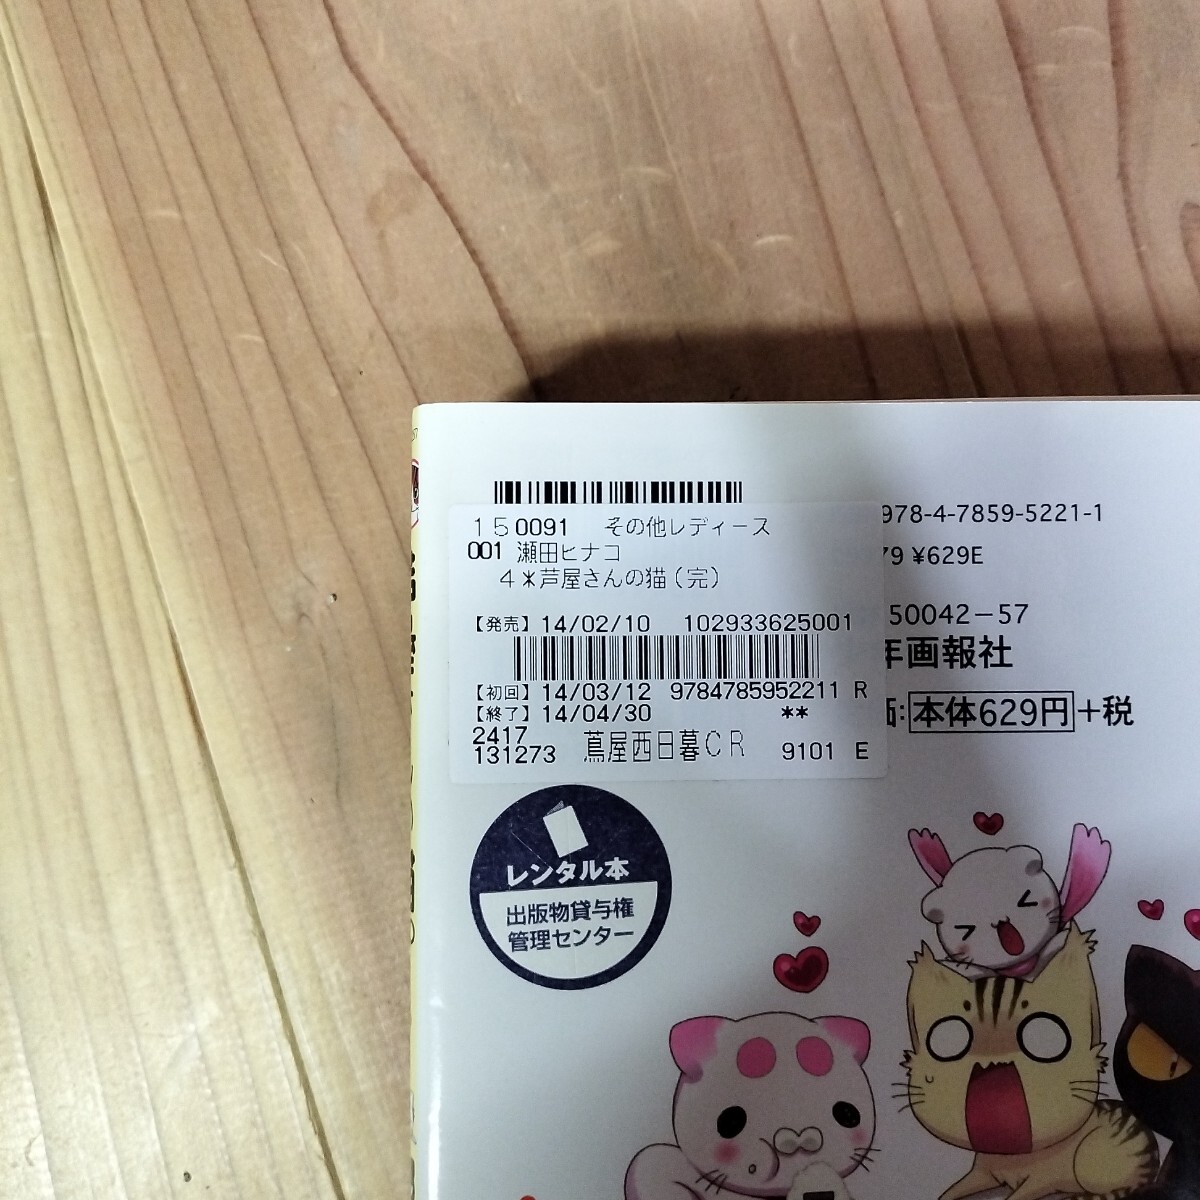 １５0091　その他レディース
001 瀬田ヒナコ
４＊芦屋さんの猫（完）
【発売】14/02/10　102933625001
【初回】14/03/12 9784785952211 R
【終了】14/04/30　**
2417
131273　蔦屋西日暮ＣＲ　9101 E
978-4-7859-5221-1
79 ¥629E
50042－57
年画報社
価:本体629円+税
レンタル本
出版物貸与権
管理センター